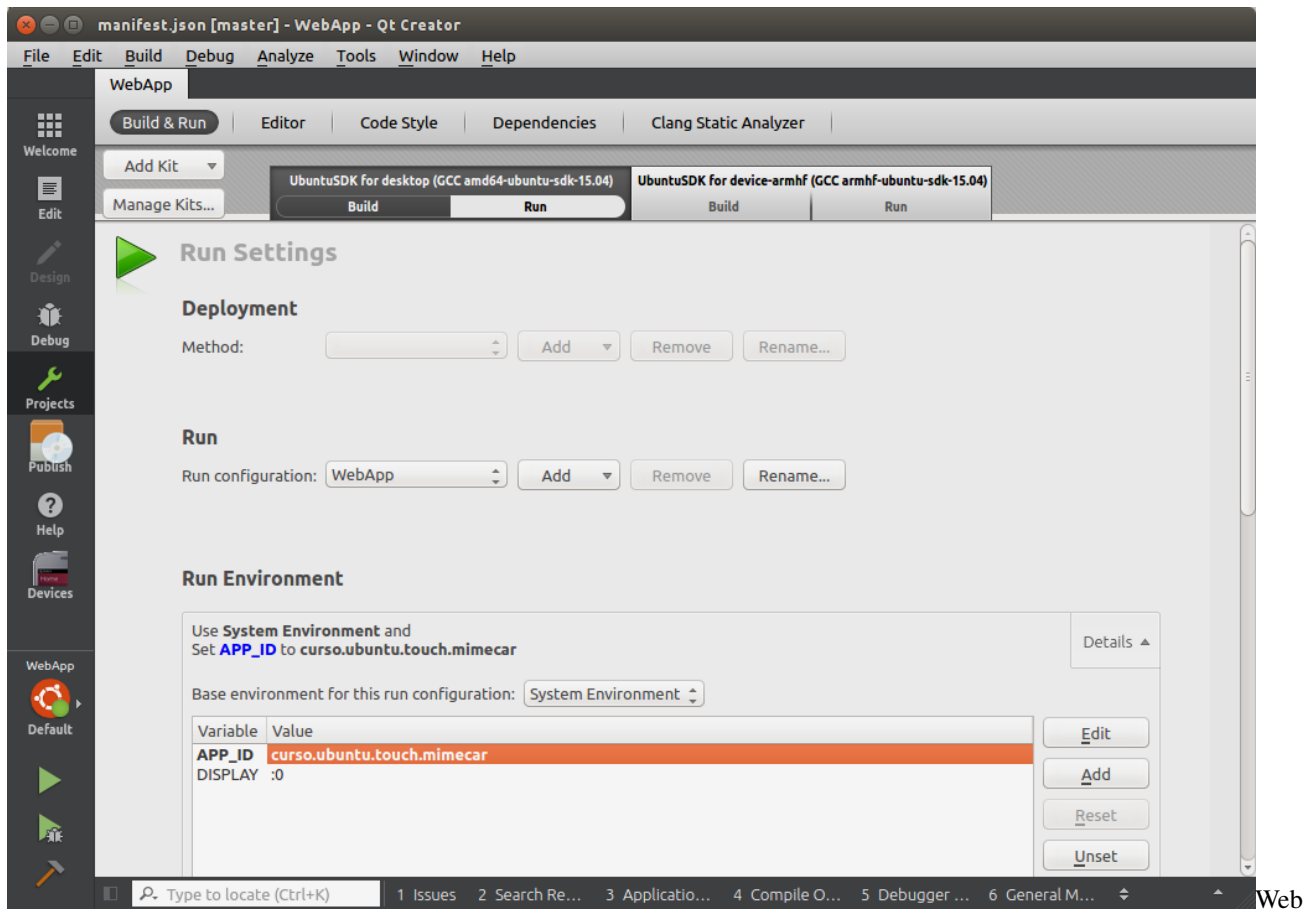 manifest.json [master] - WebApp - Qt Creator
File Edit Build Debug Analyze Tools Window Help
WebApp
Build & Run Editor Code Style Dependencies Clang Static Analyzer
Welcome
Edit
Design
Debug
Projects
Publish
Help
Devices
WebApp
Default
Add Kit
Manage Kits...
UbuntuSDK for desktop (GCC amd64-ubuntu-sdk-15.04) UbuntuSDK for device-armhf (GCC armhf-ubuntu-sdk-15.04)
Build Run Build Run
Run Settings
Deployment
Method: Add Remove Rename...
Run
Run configuration: WebApp Add Remove Rename...
Run Environment
Use System Environment and
Set APP_ID to curso.ubuntu.touch.mimecar
Details
Base environment for this run configuration: System Environment
Variable Value
APP_ID curso.ubuntu.touch.mimecar
DISPLAY :0
Edit
Add
Reset
Unset
Type to locate (Ctrl+K) 1 Issues 2 Search Re... 3 Applicatio... 4 Compile O... 5 Debugger ... 6 General M...
Web